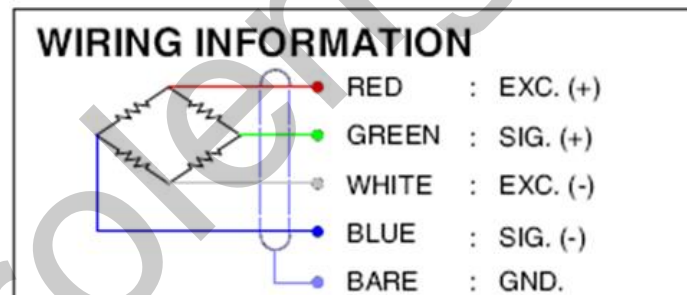 WIRING INFORMATION
RED : EXC. (+)
GREEN : SIG. (+)
WHITE : EXC. (-)
BLUE : SIG. (-)
BARE : GND.